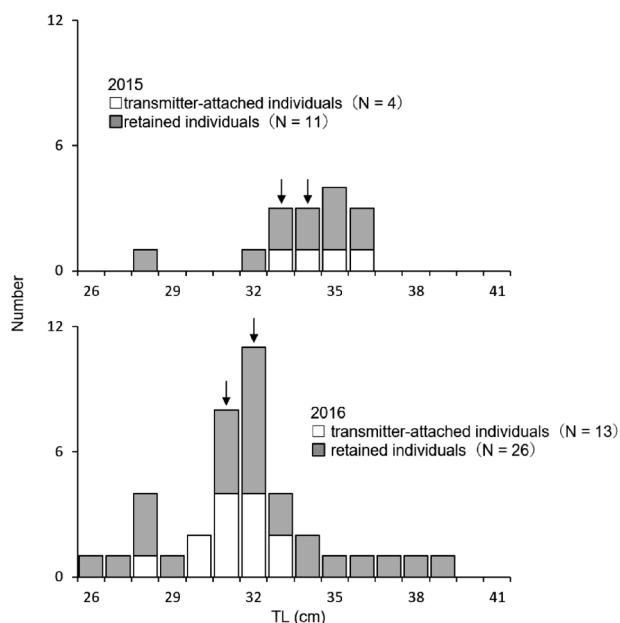 12
2015
transmitter-attached individuals (N = 4)
retained individuals (N = 11)
6
0
26 29 32 35 38 41
Number
12
2016
transmitter-attached individuals (N = 13)
retained individuals (N = 26)
6
0
26 29 32 35 38 41
TL (cm)